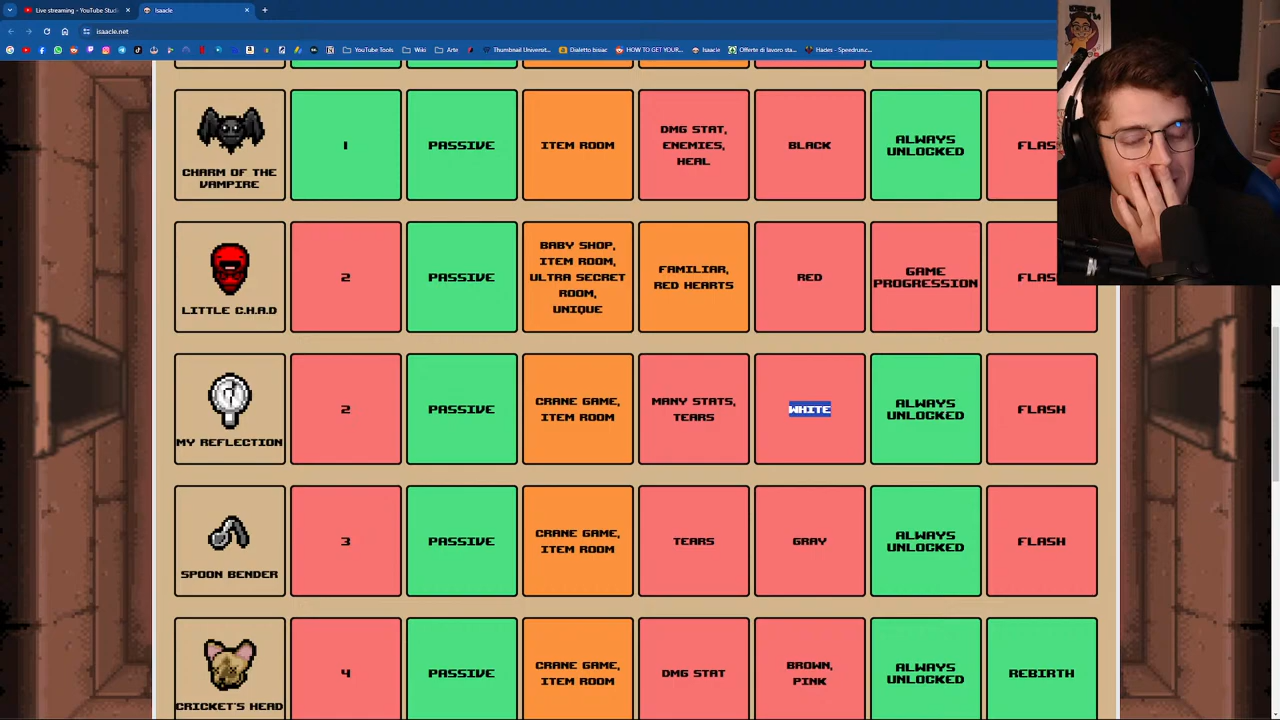 Live streaming - YouTube Stud
Isaacle
isaacle.net
YouTube Tools
Wiki
Arte
Thumbnail Universit...
Dialetto bisiac
HOW TO GET YOUR...
Isaacle
Offerte di lavoro sta...
Hades - Speedrun.c...
CHARM OF THE
VAMPIRE
1
PASSIVE
ITEM ROOM
DMG STAT,
ENEMIES,
HEAL
BLACK
ALWAYS
UNLOCKED
FLASH
LITTLE C.H.A.D
2
PASSIVE
BABY SHOP,
ITEM ROOM,
ULTRA SECRET
ROOM,
UNIQUE
FAMILIAR,
RED HEARTS
RED
GAME
PROGRESSION
FLASH
MY REFLECTION
2
PASSIVE
CRANE GAME,
ITEM ROOM
MANY STATS,
TEARS
WHITE
ALWAYS
UNLOCKED
FLASH
SPOON BENDER
3
PASSIVE
CRANE GAME,
ITEM ROOM
TEARS
GRAY
ALWAYS
UNLOCKED
FLASH
CRICKET'S HEAD
4
PASSIVE
CRANE GAME,
ITEM ROOM
DMG STAT
BROWN,
PINK
ALWAYS
UNLOCKED
REBIRTH